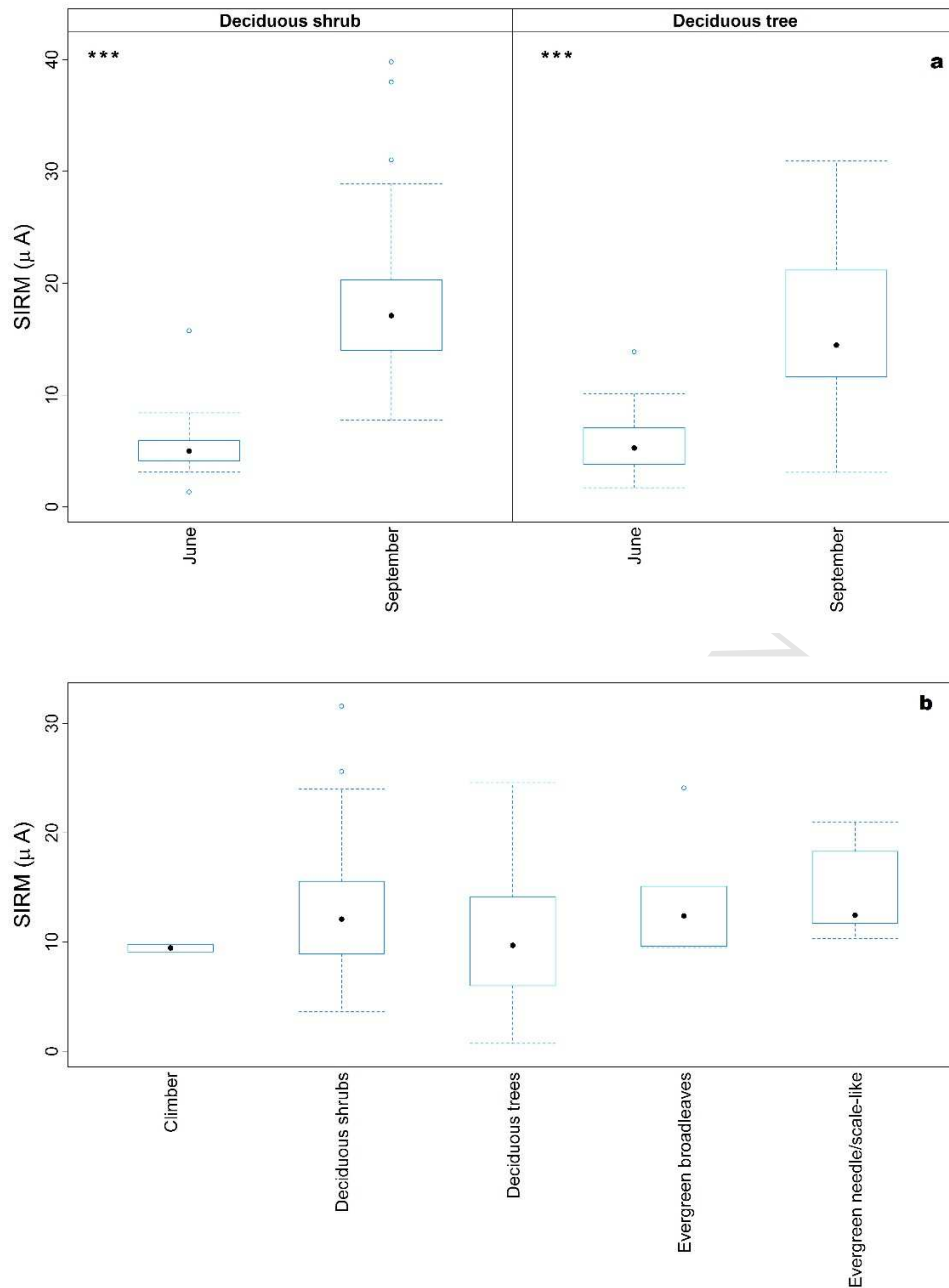 Deciduous shrub
Deciduous tree
***
***
a
40
30
20
10
0
SIRM (μ A)
June
September
June
September
b
30
20
10
0
SIRM (μ A)
Climber
Deciduous shrubs
Deciduous trees
Evergreen broadleaves
Evergreen needle/scale-like